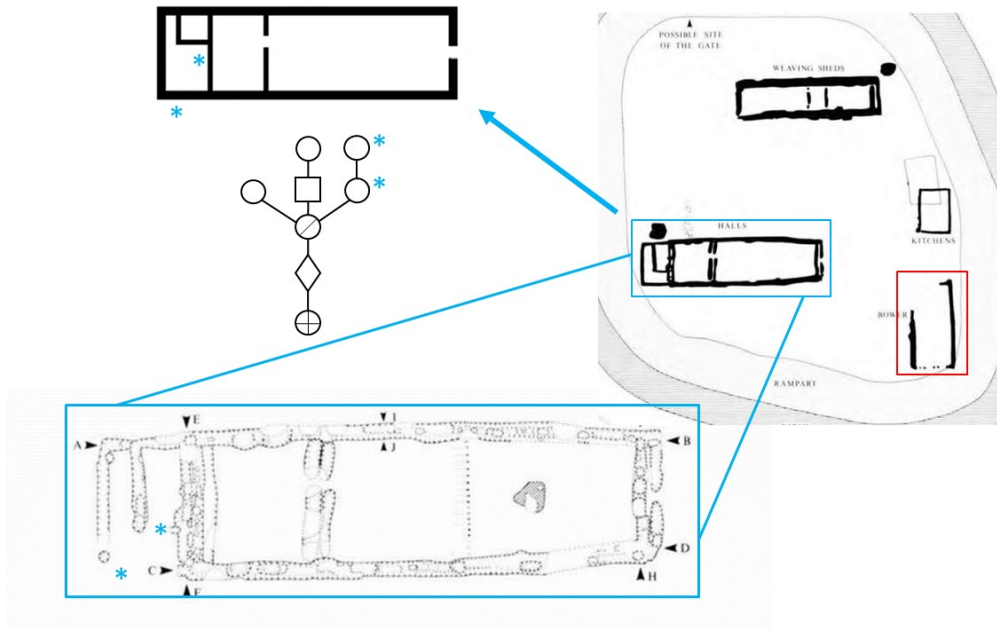 POSSIBLE SITE
OF THE GATE
WEAVING SHEDS
HALLS
KITCHENS
BOWER
RAMPART
E
I
A
J
B
C
D
F
H